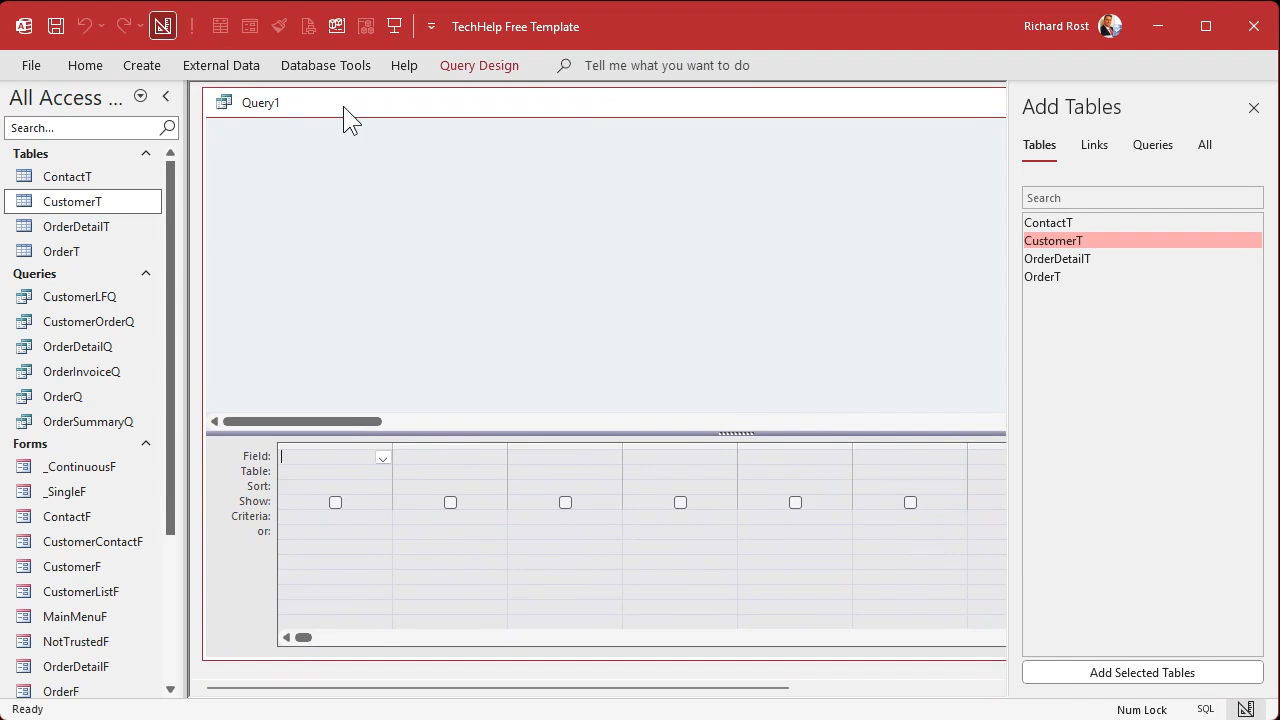 TechHelp Free Template
Richard Rost
File Home Create External Data Database Tools Help Query Design Tell me what you want to do
All Access ...
Search...
Tables
ContactT
CustomerT
OrderDetailT
OrderT
Queries
CustomerLFQ
CustomerOrderQ
OrderDetailQ
OrderInvoiceQ
OrderQ
OrderSummaryQ
Forms
_ContinuousF
_SingleF
ContactF
CustomerContactF
CustomerF
CustomerListF
MainMenuF
NotTrustedF
OrderDetailF
OrderF
Query1
Field:
Table:
Sort:
Show:
Criteria:
or:
Add Tables
Tables Links Queries All
Search
ContactT
CustomerT
OrderDetailT
OrderT
Add Selected Tables
Ready
Num Lock
SQL